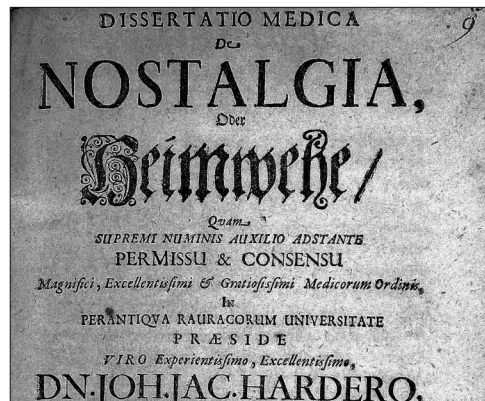 9
DISSERTATIO MEDICA
De
NOSTALGIA,
Oder
Heimwehe/
Quam
SUPREMI NUMINIS AUXILIO ADSTANTE
PERMISSU & CONSENSU
Magnifici, Excellentissimi & Gratiosissimi Medicorum Ordinis,
IN
PERANTIQVA RAURACORUM UNIVERSITATE
PRÆSIDE
VIRO Experientissimo, Excellentissimo,
DN. JOH. JAC. HARDERO,